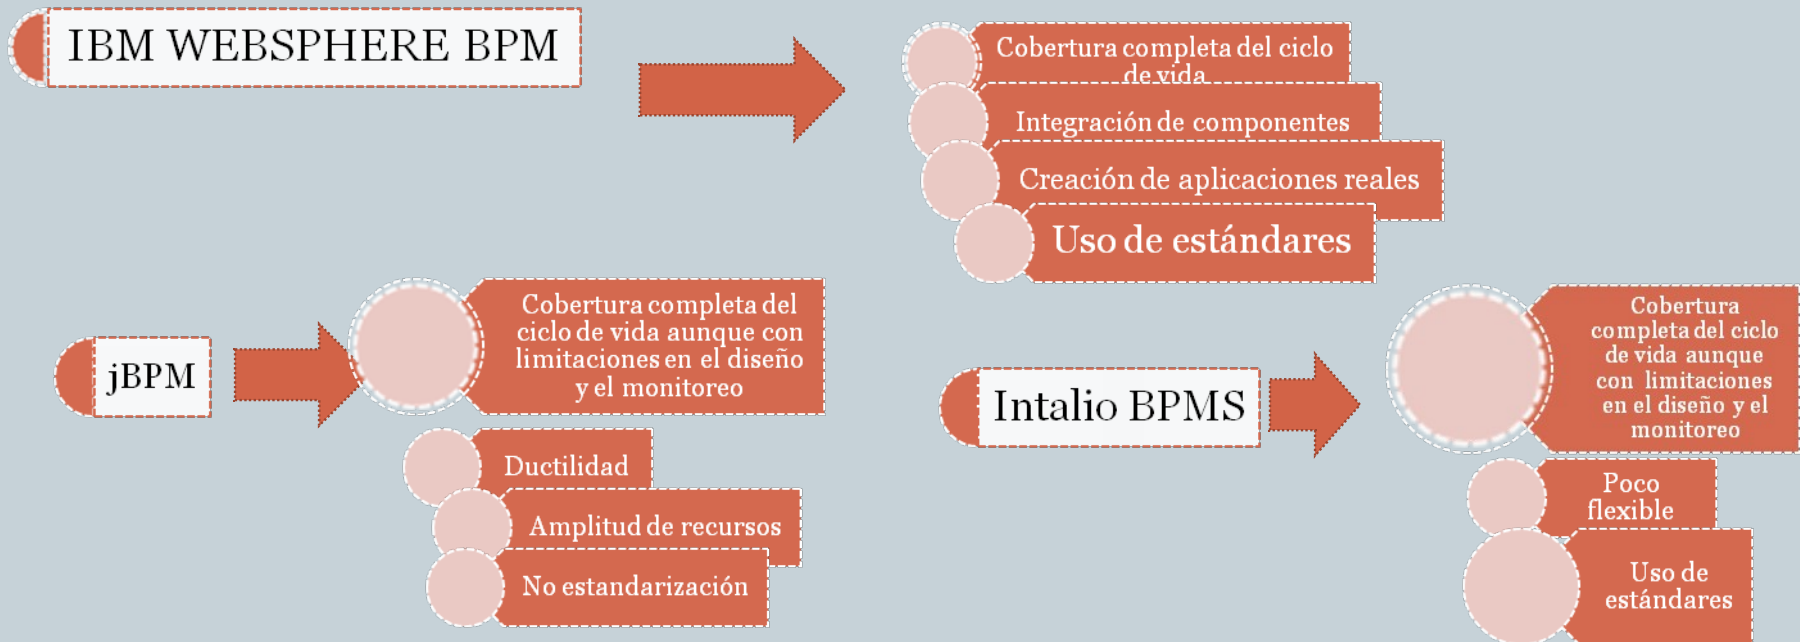 IBM WEBSPHERE BPM
Cobertura completa del ciclo
de vida
Integración de componentes
Creación de aplicaciones reales
Uso de estándares
jBPM
Cobertura completa del
ciclo de vida aunque con
limitaciones en el diseño
y el monitoreo
Ductilidad
Amplitud de recursos
No estandarización
Intalio BPMS
Cobertura
completa del ciclo
de vida aunque
con limitaciones
en el diseño y el
monitoreo
Poco
flexible
Uso de
estándares